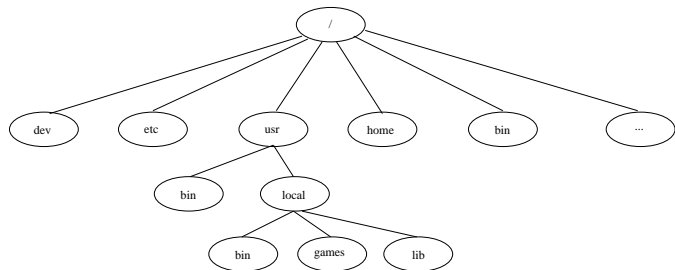 /
dev etc usr home bin ...
bin local
bin games lib